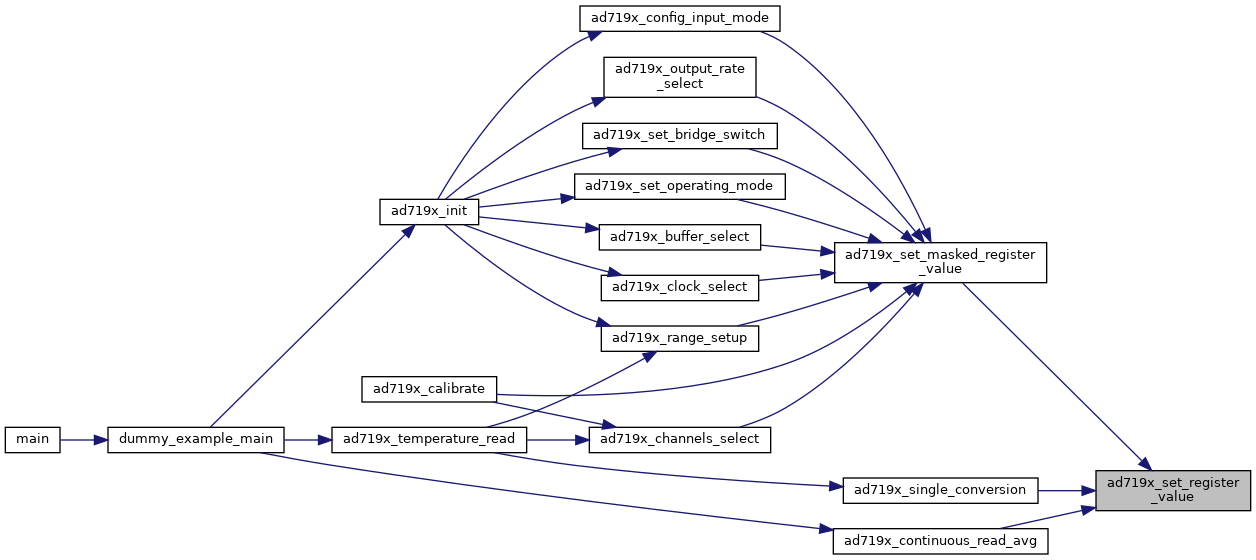 ad719x_config_input_mode
ad719x_output_rate
_select
ad719x_set_bridge_switch
ad719x_set_operating_mode
ad719x_init
ad719x_buffer_select
ad719x_set_masked_register
_value
ad719x_clock_select
ad719x_range_setup
ad719x_calibrate
main
dummy_example_main
ad719x_temperature_read
ad719x_channels_select
ad719x_single_conversion
ad719x_set_register
_value
ad719x_continuous_read_avg